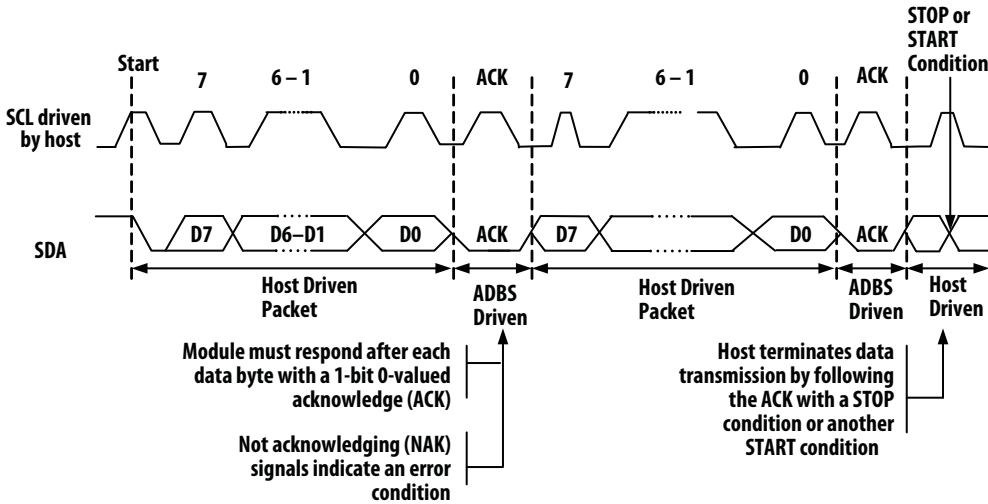 STOP or
START
Condition
Start
7
6 – 1
0
ACK
7
6 – 1
0
ACK
SCL driven
by host
SDA
D7
D6–D1
D0
ACK
D7
D0
ACK
Host Driven
Packet
ADBS
Driven
Host Driven
Packet
ADBS
Driven
Host
Driven
Module must respond after each
data byte with a 1-bit 0-valued
acknowledge (ACK)
Not acknowledging (NAK)
signals indicate an error
condition
Host terminates data
transmission by following
the ACK with a STOP
condition or another
START condition